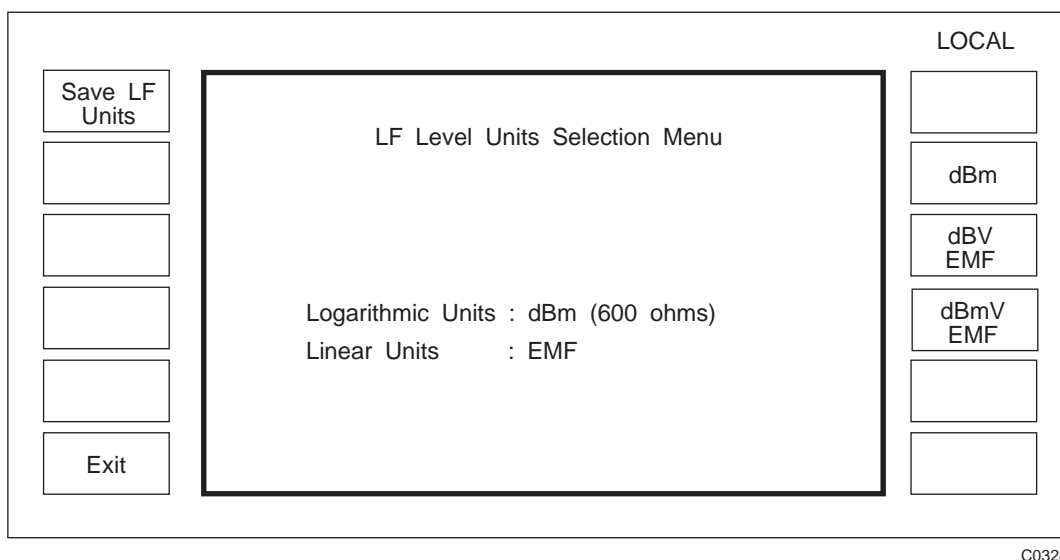 LOCAL
Save LF
Units
LF Level Units Selection Menu
dBm
dBV
EMF
Logarithmic Units : dBm (600 ohms)
Linear Units : EMF
dBmV
EMF
Exit
C032